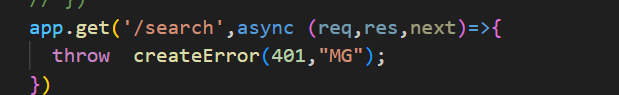 // })
app.get('/search',async (req,res,next)=>{
  throw  createError(401,"MG");
})